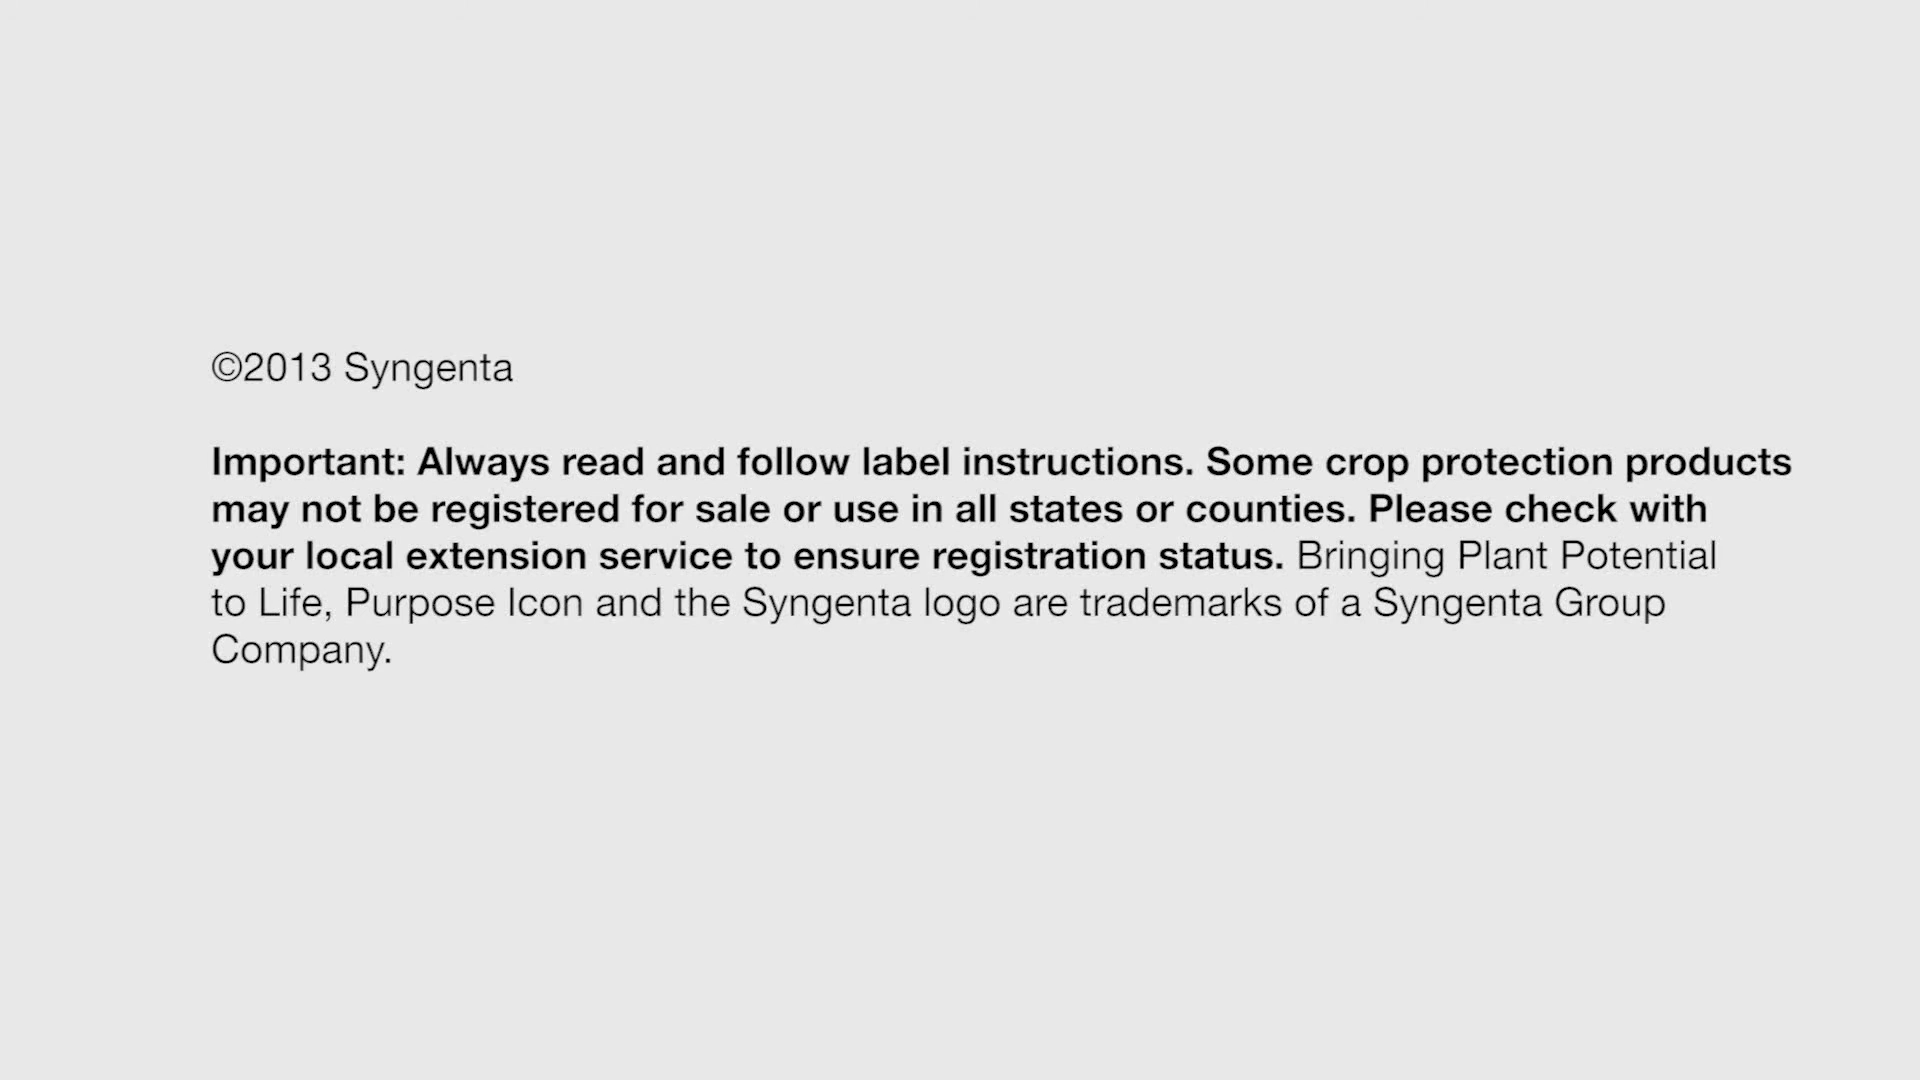 ©2013 Syngenta
Important: Always read and follow label instructions. Some crop protection products
may not be registered for sale or use in all states or counties. Please check with
your local extension service to ensure registration status. Bringing Plant Potential
to Life, Purpose Icon and the Syngenta logo are trademarks of a Syngenta Group
Company.